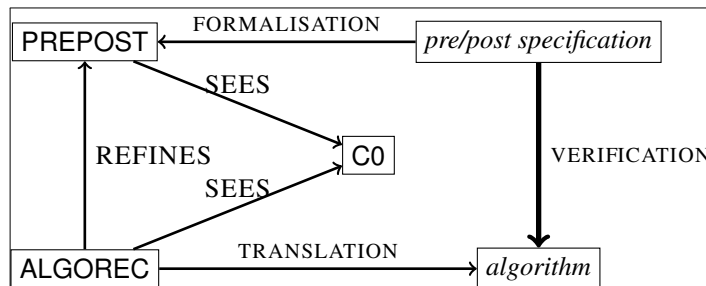 FORMALISATION
PREPOST
pre/post specification
SEES
REFINES
C0
VERIFICATION
SEES
TRANSLATION
ALGOREC
algorithm